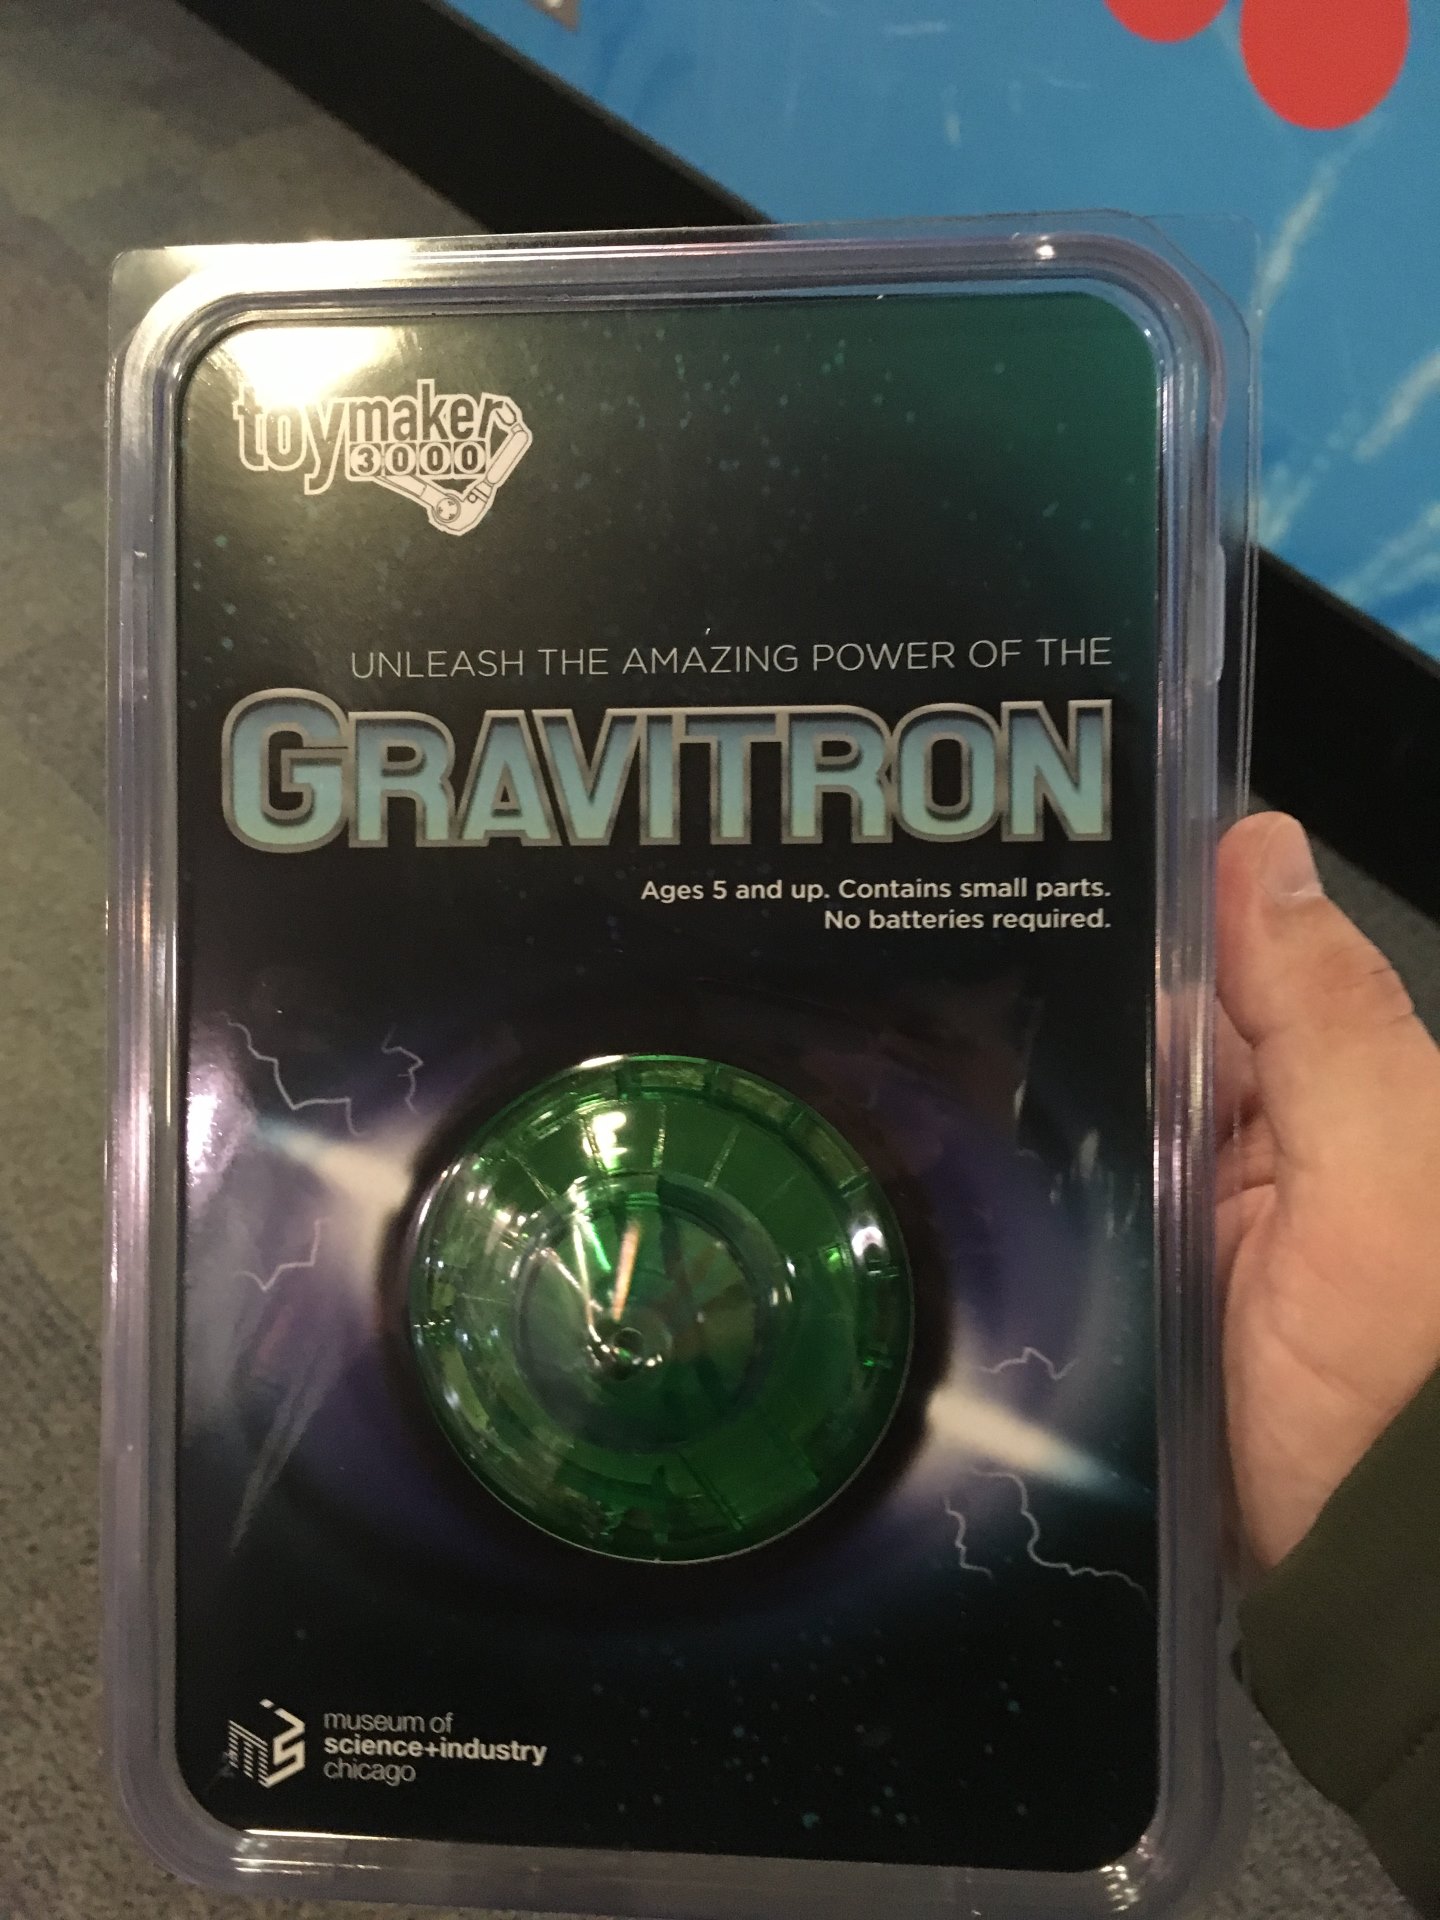 toymaker
3000
UNLEASH THE AMAZING POWER OF THE
GRAVITRON
Ages 5 and up. Contains small parts.
No batteries required.
museum of
science+industry
chicago